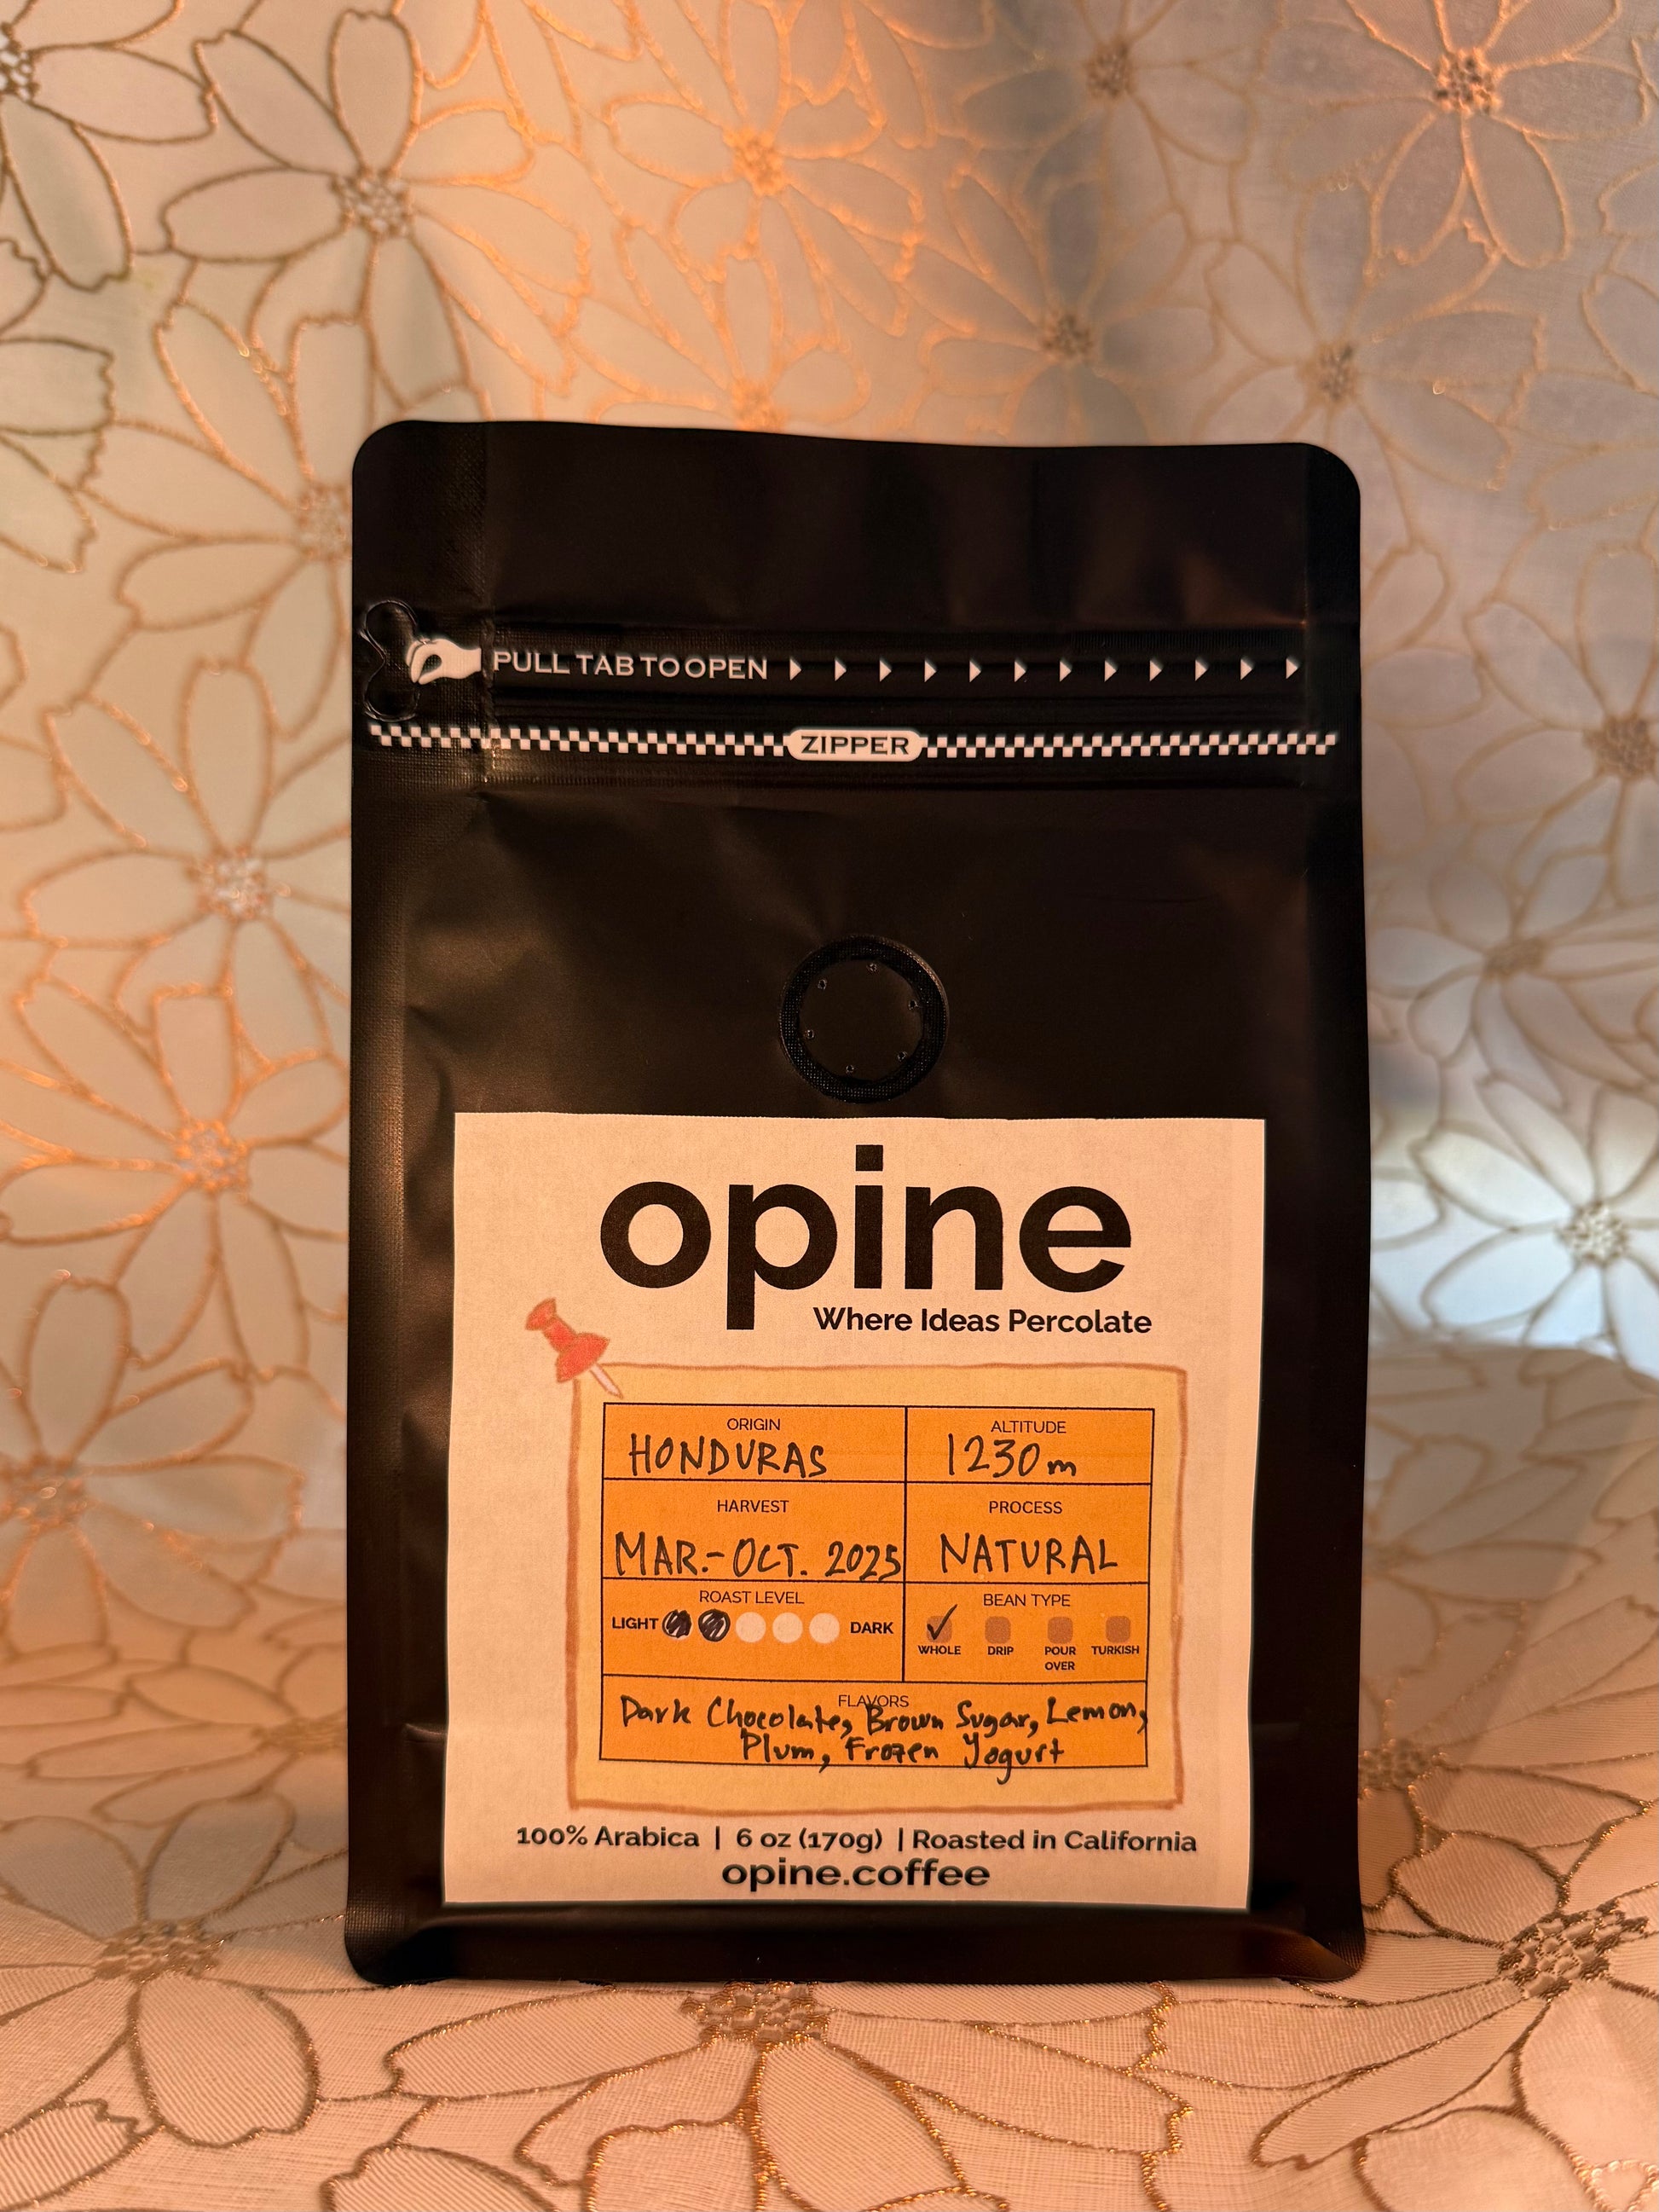 PULL TAB TO OPEN
ZIPPER
opine
Where Ideas Percolate
ORIGIN
HONDURAS
ALTITUDE
1230m
HARVEST
MAR.-OCT. 2025
PROCESS
NATURAL
ROAST LEVEL
LIGHT DARK
BEAN TYPE
WHOLE DRIP POUR OVER TURKISH
FLAVORS
Dark Chocolate, Brown Sugar, Lemon,
Plum, Frozen Yogurt
100% Arabica | 6 oz (170g) | Roasted in California
opine.coffee